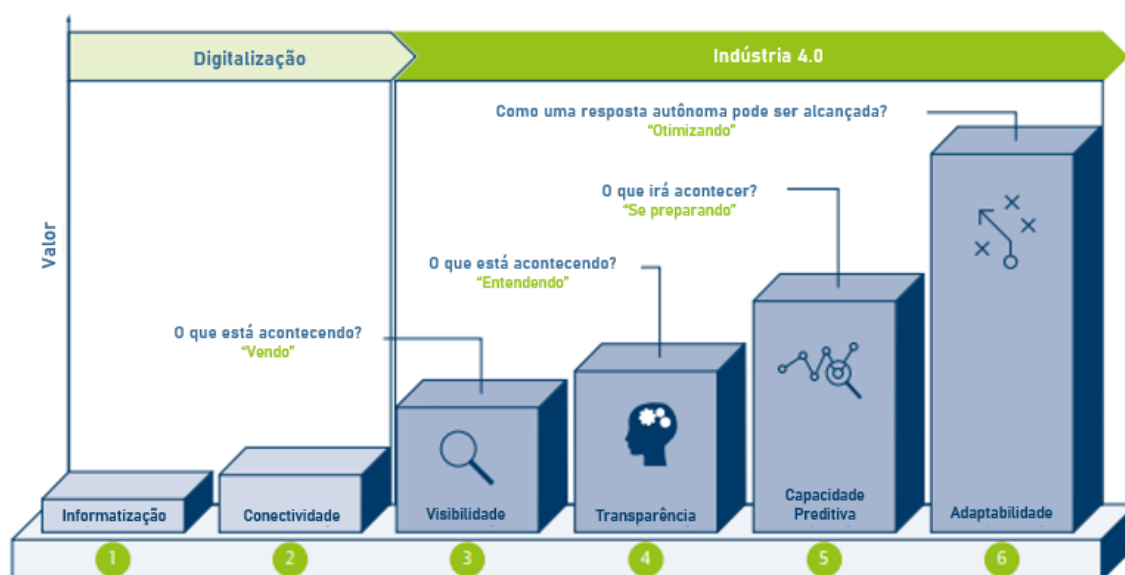 Digitalização
Indústria 4.0
Como uma resposta autônoma pode ser alcançada?
“Otimizando”
O que irá acontecer?
“Se preparando”
O que está acontecendo?
“Entendendo”
O que está acontecendo?
“Vendo”
Valor
Informatização
Conectividade
Visibilidade
Transparência
Capacidade
Preditiva
Adaptabilidade
1
2
3
4
5
6